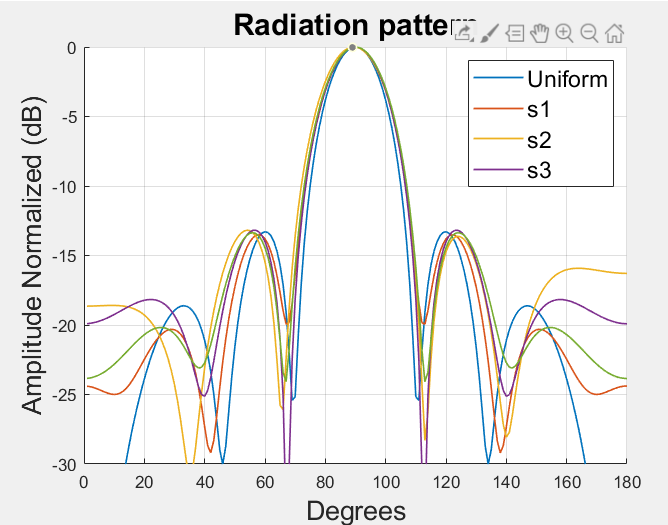 Radiation pattern
0
-5
-10
-15
-20
-25
-30
0 20 40 60 80 100 120 140 160 180
Amplitude Normalized (dB)
Degrees
Uniform
s1
s2
s3